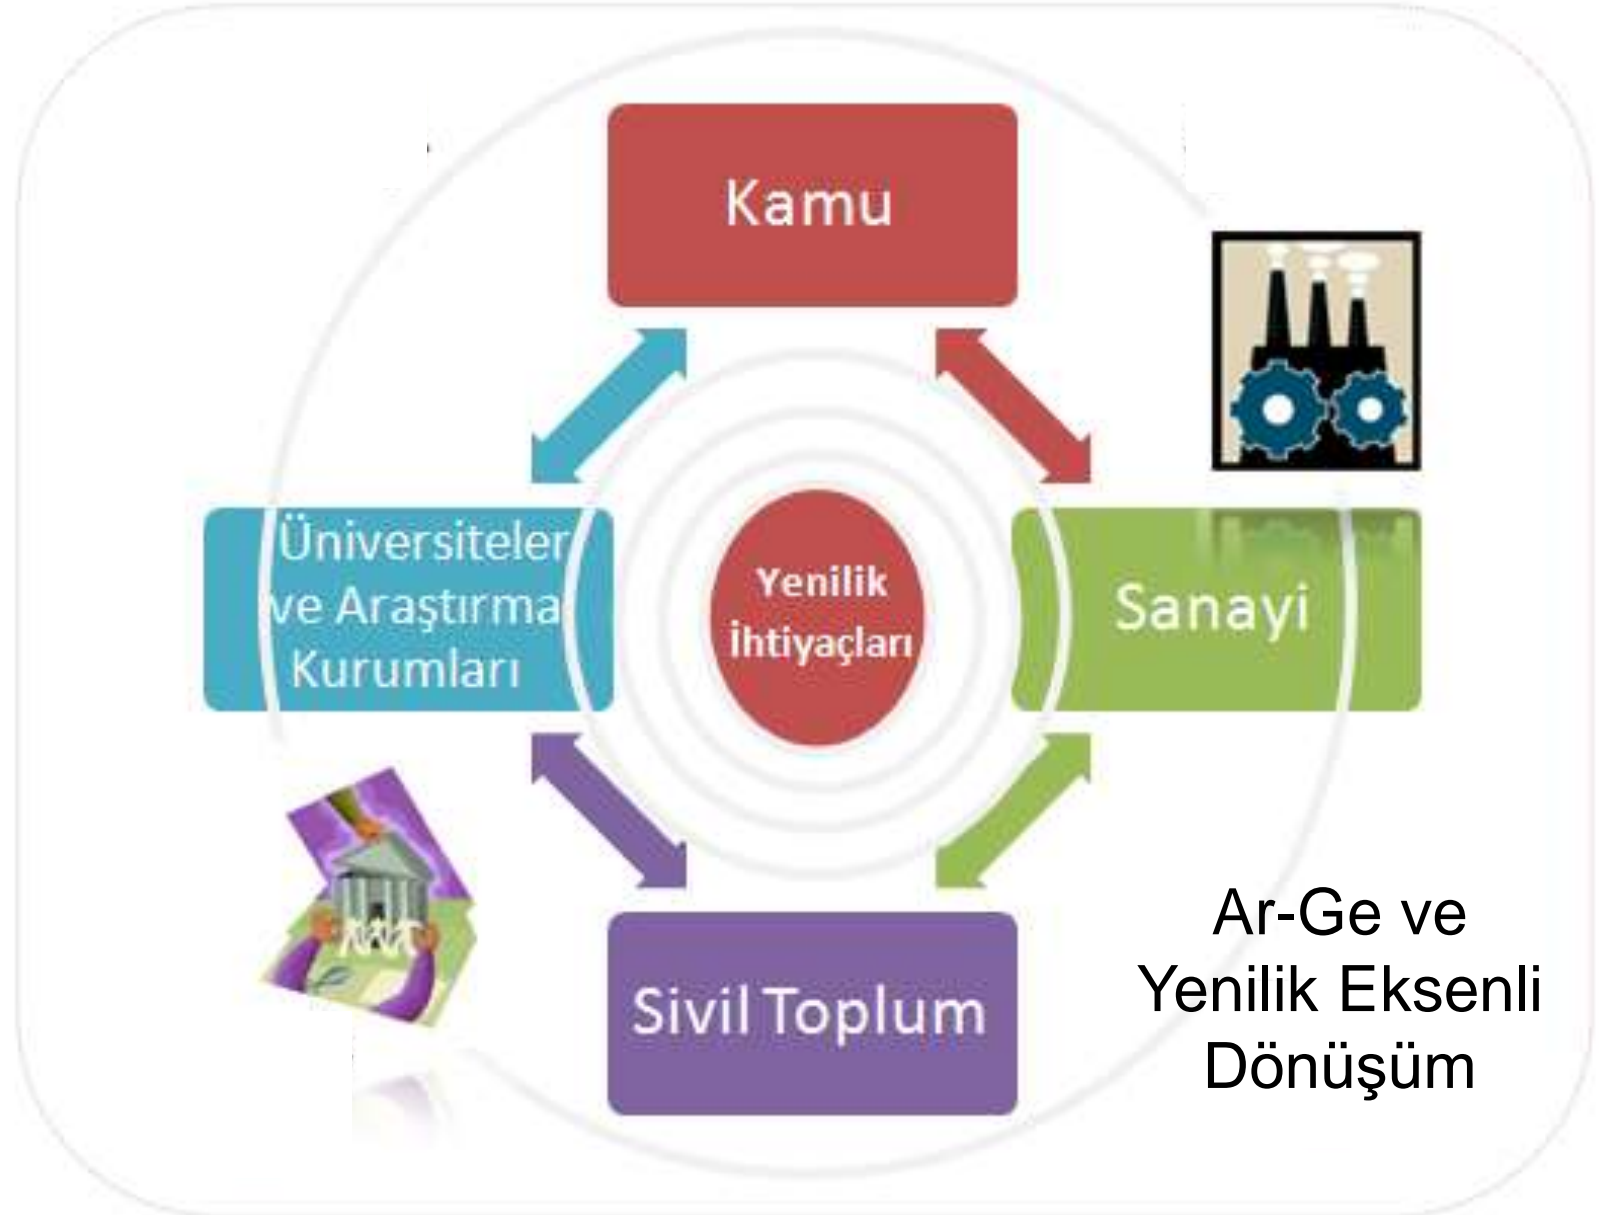 Kamu
Üniversiteler
ve Araştırma
Kurumları
Yenilik
İhtiyaçları
Sanayi
Sivil Toplum
Ar-Ge ve
Yenilik Eksenli
Dönüşüm